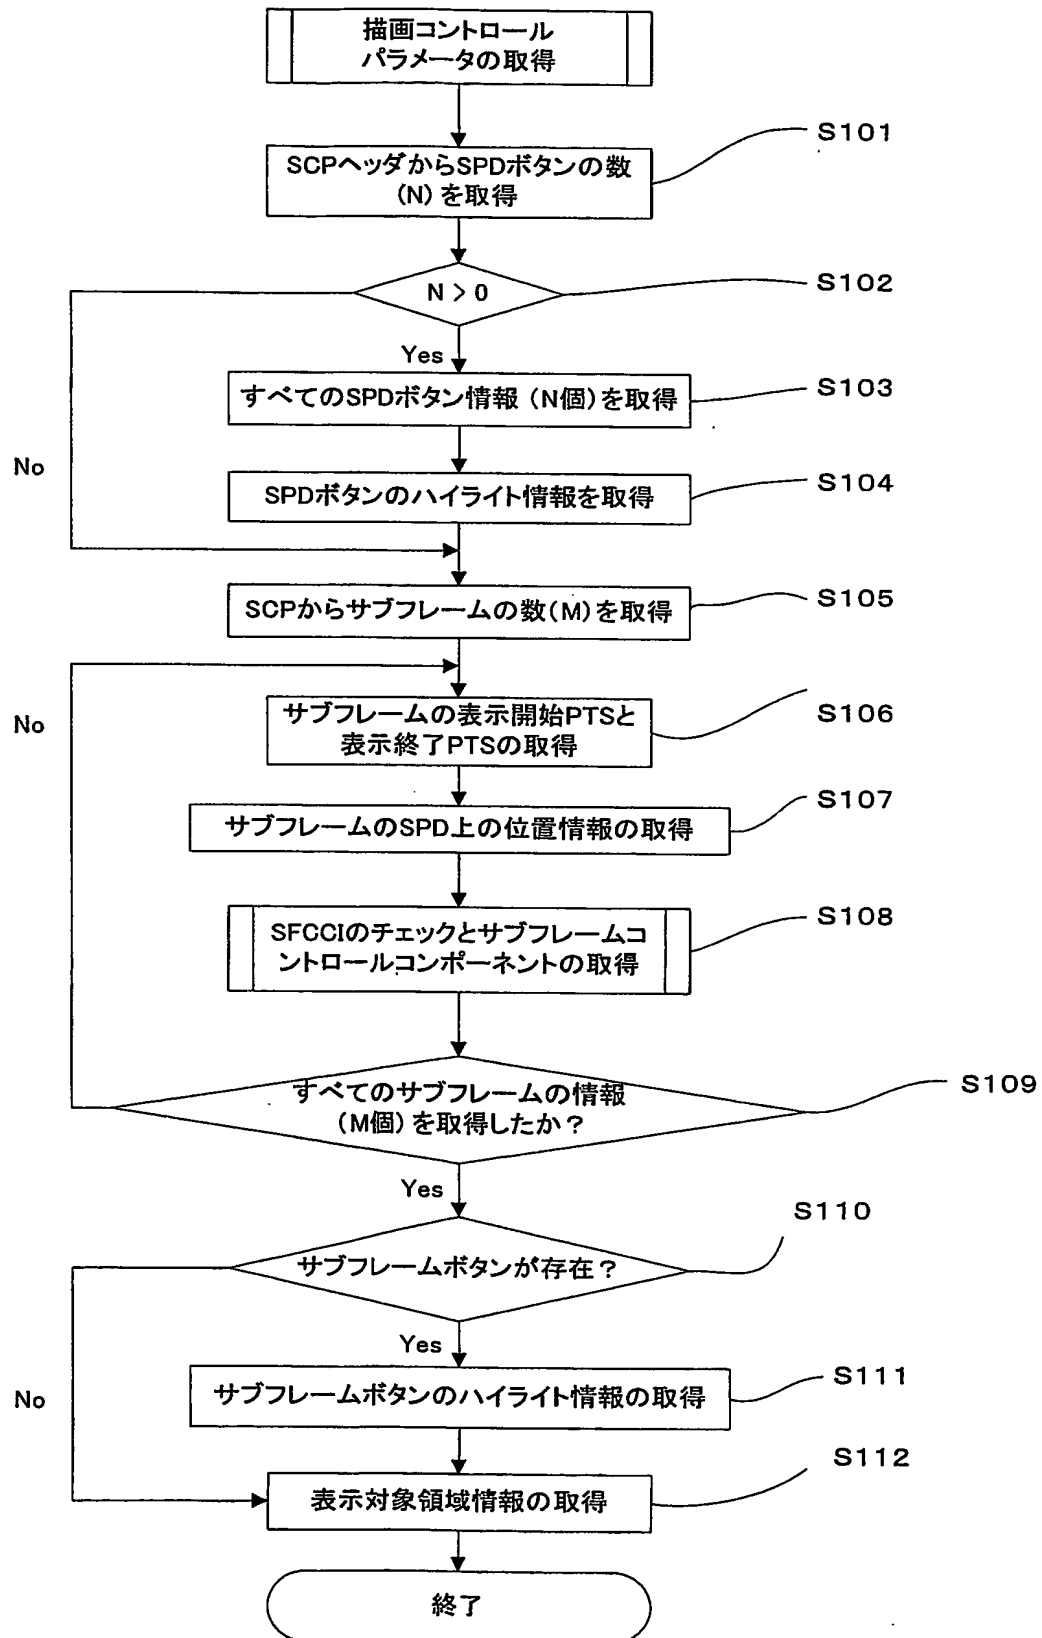 描画コントロール
パラメータの取得
S101
SCPヘッダからSPDボタンの数
(N)を取得
S102
N > 0
Yes
S103
すべてのSPDボタン情報(N個)を取得
No
S104
SPDボタンのハイライト情報を取得
S105
SCPからサブフレームの数(M)を取得
No
S106
サブフレームの表示開始PTSと
表示終了PTSの取得
S107
サブフレームのSPD上の位置情報の取得
S108
SFCCIのチェックとサブフレームコ
ントロールコンポーネントの取得
S109
すべてのサブフレームの情報
(M個)を取得したか?
Yes
S110
サブフレームボタンが存在?
Yes
S111
サブフレームボタンのハイライト情報の取得
No
S112
表示対象領域情報の取得
終了